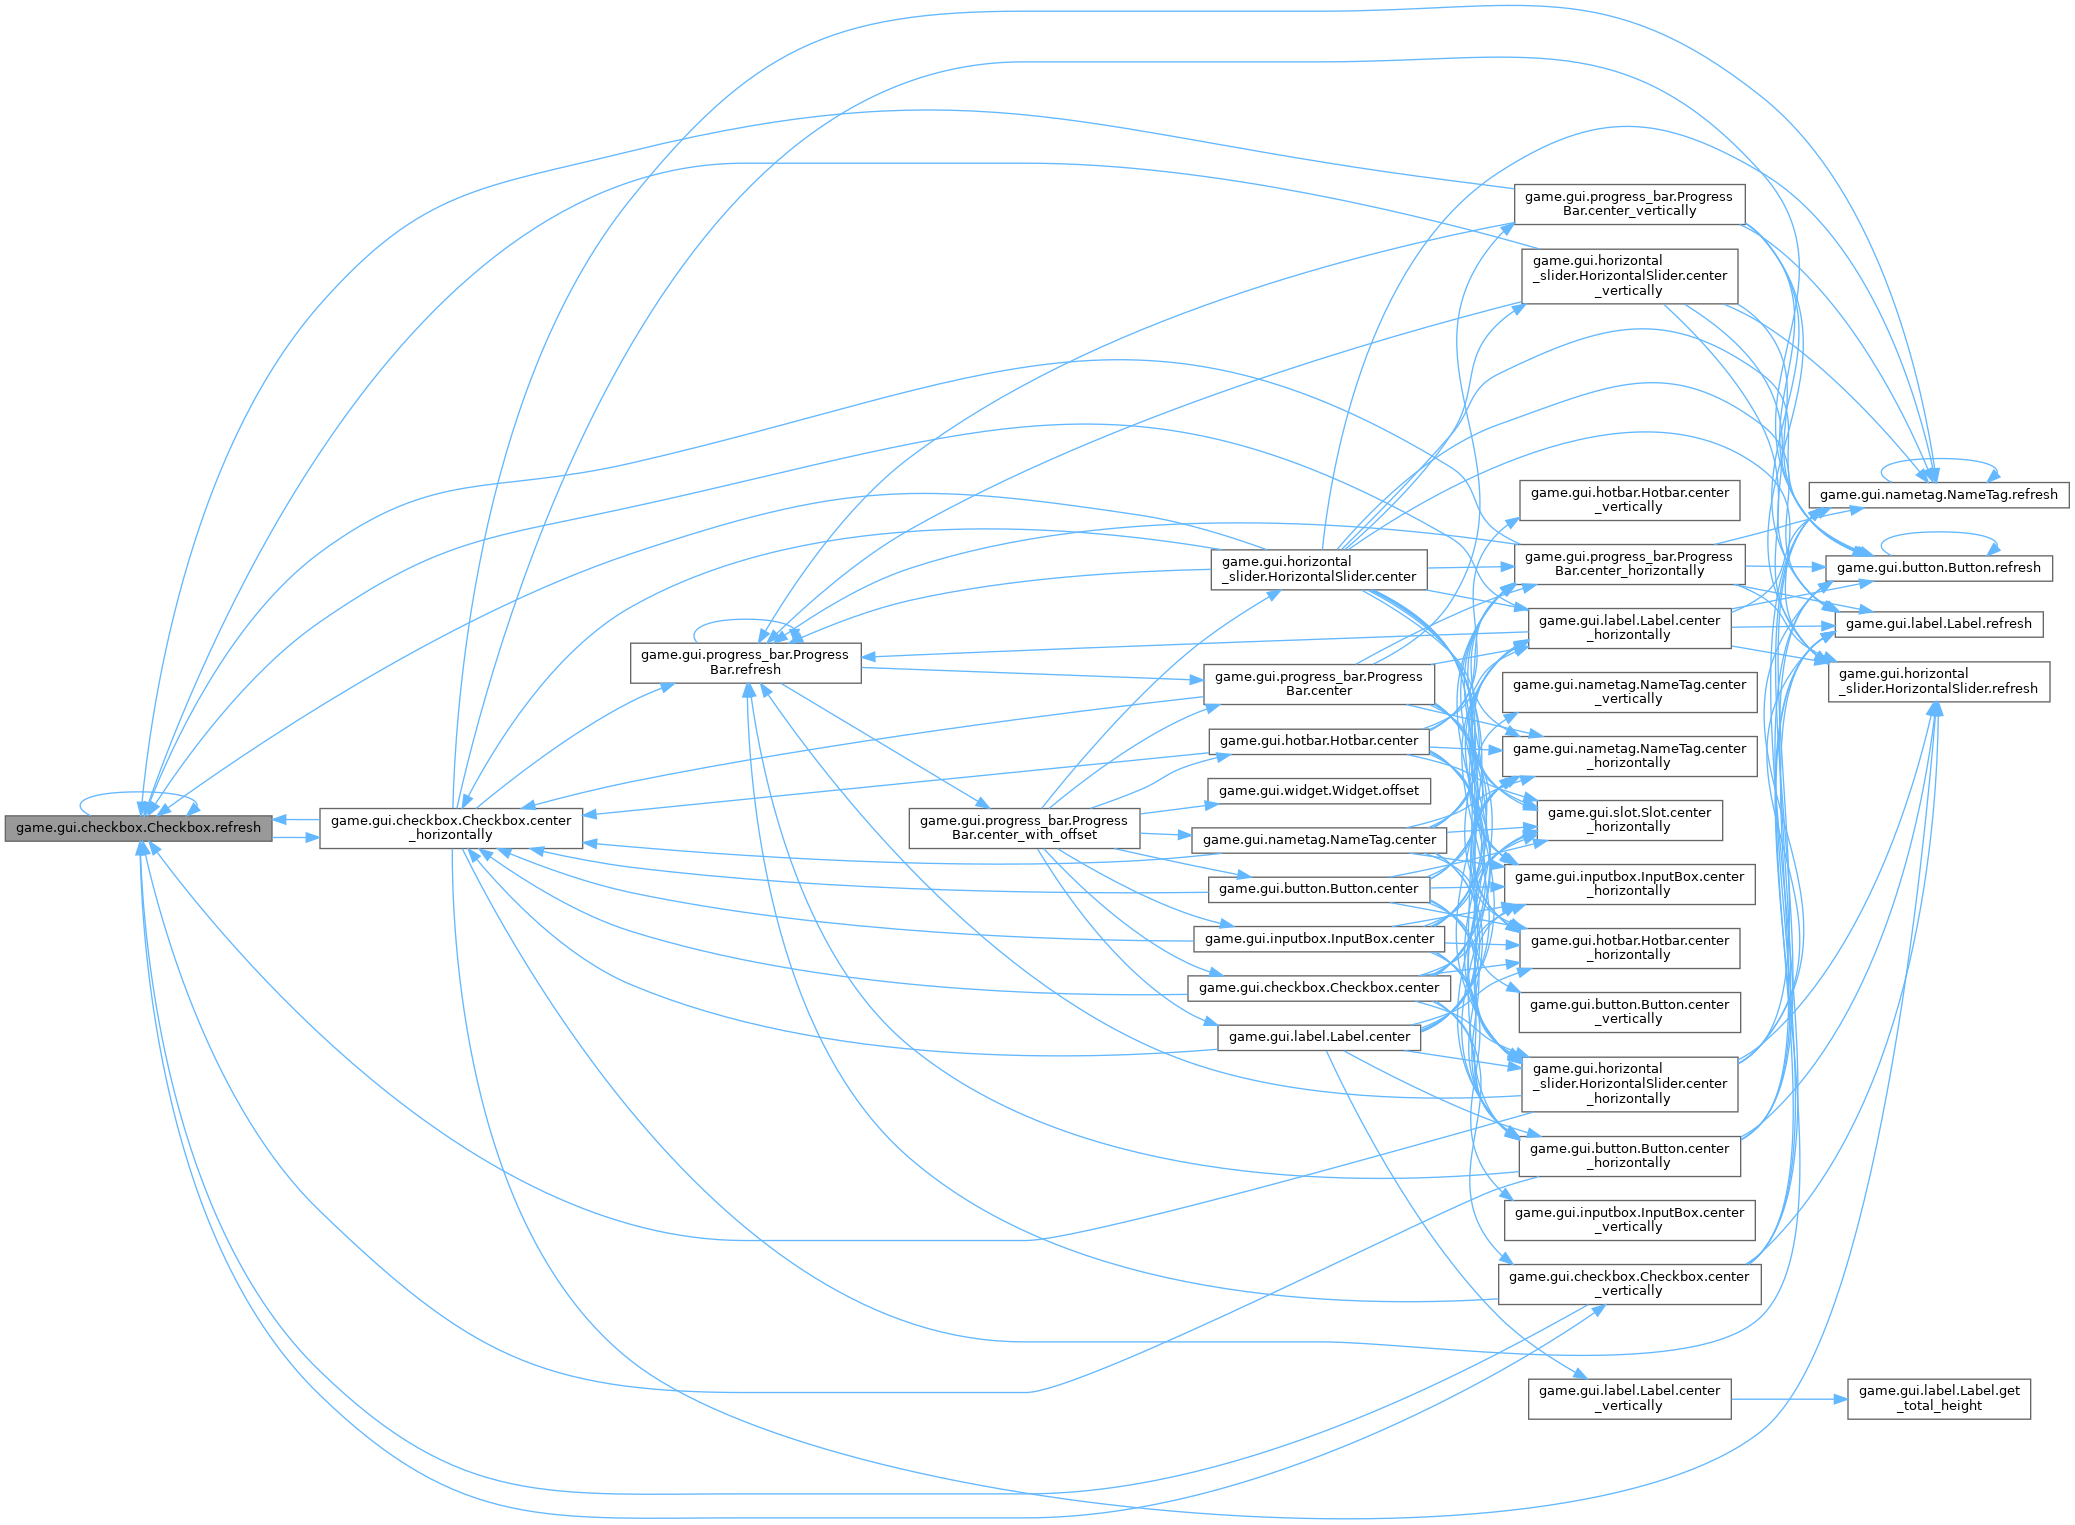 game.gui.checkbox.Checkbox.refresh
game.gui.checkbox.Checkbox.center
_horizontally
game.gui.progress_bar.Progress
Bar.refresh
game.gui.progress_bar.Progress
Bar.center_with_offset
game.gui.horizontal
_slider.HorizontalSlider.center
game.gui.progress_bar.Progress
Bar.center
game.gui.hotbar.Hotbar.center
game.gui.widget.Widget.offset
game.gui.nametag.NameTag.center
game.gui.button.Button.center
game.gui.inputbox.InputBox.center
game.gui.checkbox.Checkbox.center
game.gui.label.Label.center
game.gui.progress_bar.Progress
Bar.center_vertically
game.gui.horizontal
_slider.HorizontalSlider.center
_vertically
game.gui.hotbar.Hotbar.center
_vertically
game.gui.progress_bar.Progress
Bar.center_horizontally
game.gui.label.Label.center
_horizontally
game.gui.nametag.NameTag.center
_vertically
game.gui.nametag.NameTag.center
_horizontally
game.gui.slot.Slot.center
_horizontally
game.gui.inputbox.InputBox.center
_horizontally
game.gui.hotbar.Hotbar.center
_horizontally
game.gui.button.Button.center
_vertically
game.gui.horizontal
_slider.HorizontalSlider.center
_horizontally
game.gui.button.Button.center
_horizontally
game.gui.inputbox.InputBox.center
_vertically
game.gui.checkbox.Checkbox.center
_vertically
game.gui.label.Label.center
_vertically
game.gui.nametag.NameTag.refresh
game.gui.button.Button.refresh
game.gui.label.Label.refresh
game.gui.horizontal
_slider.HorizontalSlider.refresh
game.gui.label.Label.get
_total_height